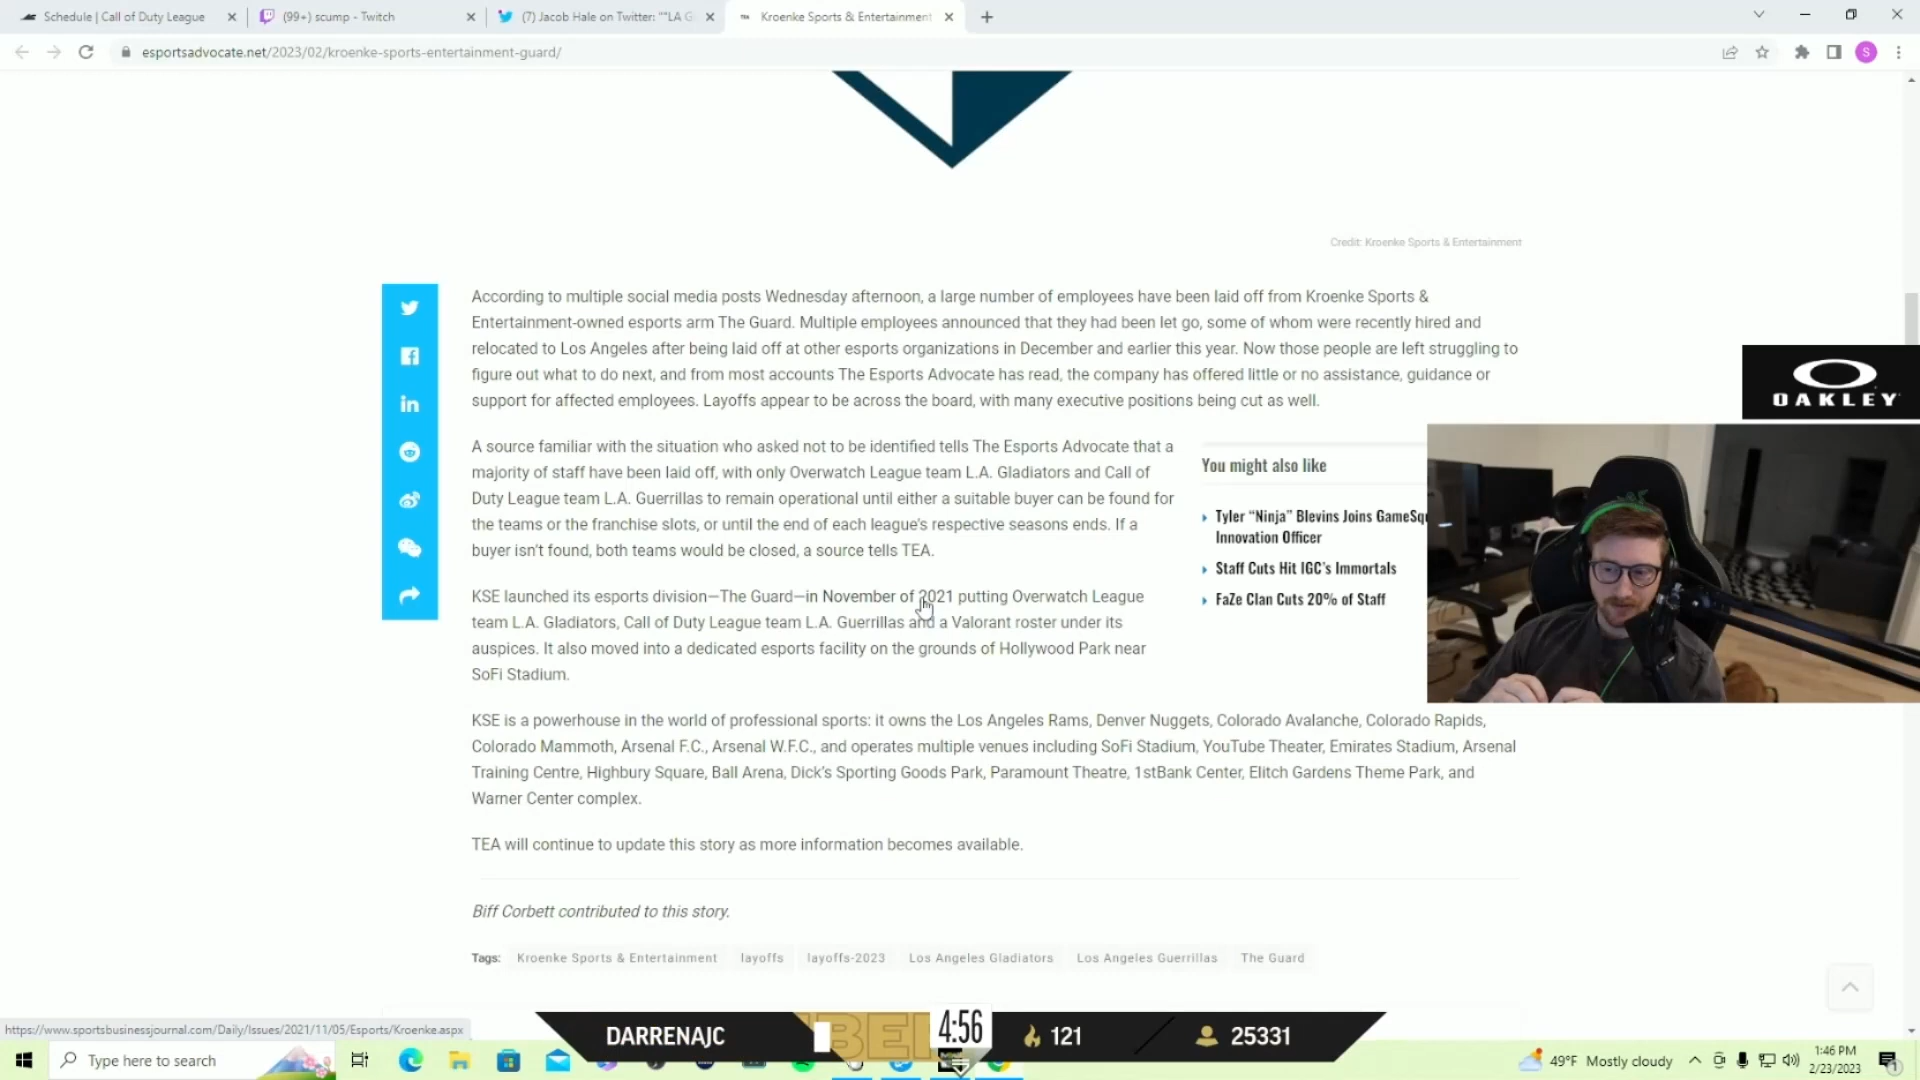 Schedule | Call of Duty League
(99+) scump - Twitch
(7) Jacob Hale on Twitter: ""LA G
Kroenke Sports & Entertainment
esportsadvocate.net/2023/02/kroenke-sports-entertainment-guard/
S
Credit: Kroenke Sports & Entertainment
According to multiple social media posts Wednesday afternoon, a large number of employees have been laid off from Kroenke Sports &
Entertainment-owned esports arm The Guard. Multiple employees announced that they had been let go, some of whom were recently hired and
relocated to Los Angeles after being laid off at other esports organizations in December and earlier this year. Now those people are left struggling to
figure out what to do next, and from most accounts The Esports Advocate has read, the company has offered little or no assistance, guidance or
support for affected employees. Layoffs appear to be across the board, with many executive positions being cut as well.
A source familiar with the situation who asked not to be identified tells The Esports Advocate that a
majority of staff have been laid off, with only Overwatch League team L.A. Gladiators and Call of
Duty League team L.A. Guerrillas to remain operational until either a suitable buyer can be found for
the teams or the franchise slots, or until the end of each league's respective seasons ends. If a
buyer isn't found, both teams would be closed, a source tells TEA.
You might also like
Tyler “Ninja” Blevins Joins GameSqu
Innovation Officer
Staff Cuts Hit IGC's Immortals
FaZe Clan Cuts 20% of Staff
KSE launched its esports division—The Guard—in November of 2021 putting Overwatch League
team L.A. Gladiators, Call of Duty League team L.A. Guerrillas and a Valorant roster under its
auspices. It also moved into a dedicated esports facility on the grounds of Hollywood Park near
SoFi Stadium.
KSE is a powerhouse in the world of professional sports: it owns the Los Angeles Rams, Denver Nuggets, Colorado Avalanche, Colorado Rapids,
Colorado Mammoth, Arsenal F.C., Arsenal W.F.C., and operates multiple venues including SoFi Stadium, YouTube Theater, Emirates Stadium, Arsenal
Training Centre, Highbury Square, Ball Arena, Dick's Sporting Goods Park, Paramount Theatre, 1stBank Center, Elitch Gardens Theme Park, and
Warner Center complex.
TEA will continue to update this story as more information becomes available.
Biff Corbett contributed to this story.
Tags: Kroenke Sports & Entertainment layoffs layoffs-2023 Los Angeles Gladiators Los Angeles Guerrillas The Guard
OAKLEY
https://www.sportsbusinessjournal.com/Daily/Issues/2021/11/05/Esports/Kroenke.aspx
DARRENAJC
4:56
121
25331
Type here to search
49°F Mostly cloudy
1:46 PM
2/23/2023